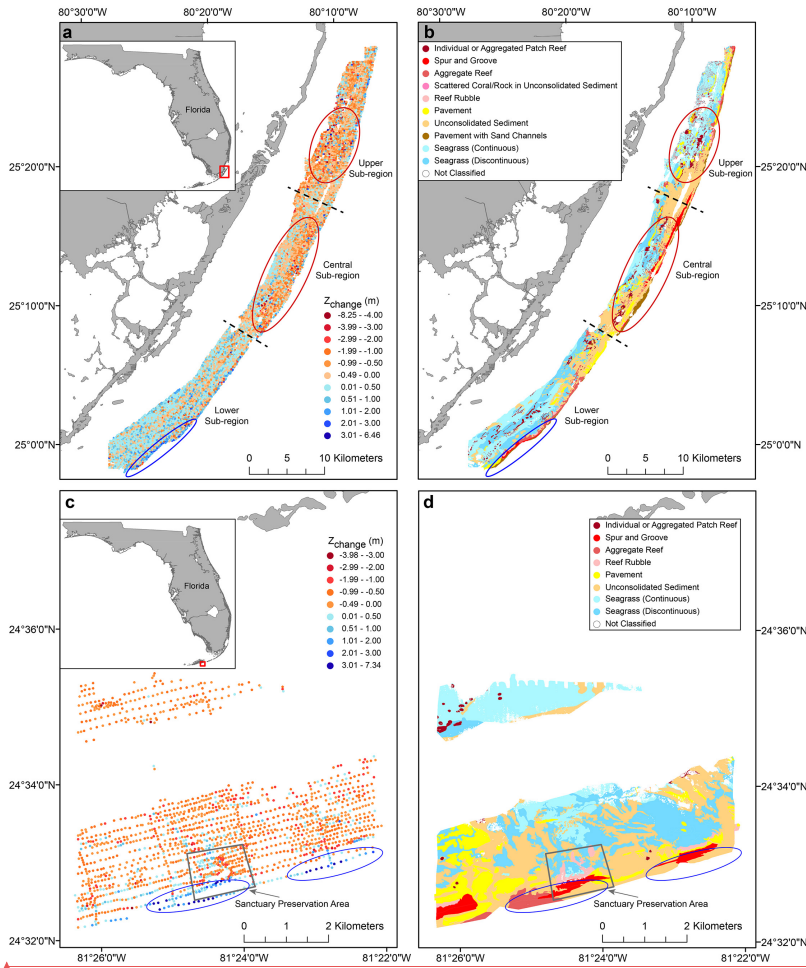 80°30'0"W 80°20'0"W 80°10'0"W 80°30'0"W 80°20'0"W 80°10'0"W
a
Florida
25°20'0"N
25°10'0"N
25°0'0"N
Upper
Sub-region
Central
Sub-region
Lower
Sub-region
Zchange (m)
-8.25 - -4.00
-3.99 - -3.00
-2.99 - -2.00
-1.99 - -1.00
-0.99 - -0.50
-0.49 - 0.00
0.01 - 0.50
0.51 - 1.00
1.01 - 2.00
2.01 - 3.00
3.01 - 6.46
0 5 10 Kilometers
b
Individual or Aggregated Patch Reef
Spur and Groove
Aggregate Reef
Scattered Coral/Rock in Unconsolidated Sediment
Reef Rubble
Pavement
Unconsolidated Sediment
Pavement with Sand Channels
Seagrass (Continuous)
Seagrass (Discontinuous)
Not Classified
Upper
Sub-region
Central
Sub-region
Lower
Sub-region
25°20'0"N
25°10'0"N
25°0'0"N
0 5 10 Kilometers
c
Florida
Zchange (m)
-3.98 - -3.00
-2.99 - -2.00
-1.99 - -1.00
-0.99 - -0.50
-0.49 - 0.00
0.01 - 0.50
0.51 - 1.00
1.01 - 2.00
2.01 - 3.00
3.01 - 7.34
24°36'0"N
24°34'0"N
24°32'0"N
Sanctuary Preservation Area
0 1 2 Kilometers
d
Individual or Aggregated Patch Reef
Spur and Groove
Aggregate Reef
Reef Rubble
Pavement
Unconsolidated Sediment
Seagrass (Continuous)
Seagrass (Discontinuous)
Not Classified
24°36'0"N
24°34'0"N
24°32'0"N
Sanctuary Preservation Area
0 1 2 Kilometers
81°26'0"W 81°24'0"W 81°22'0"W 81°26'0"W 81°24'0"W 81°22'0"W